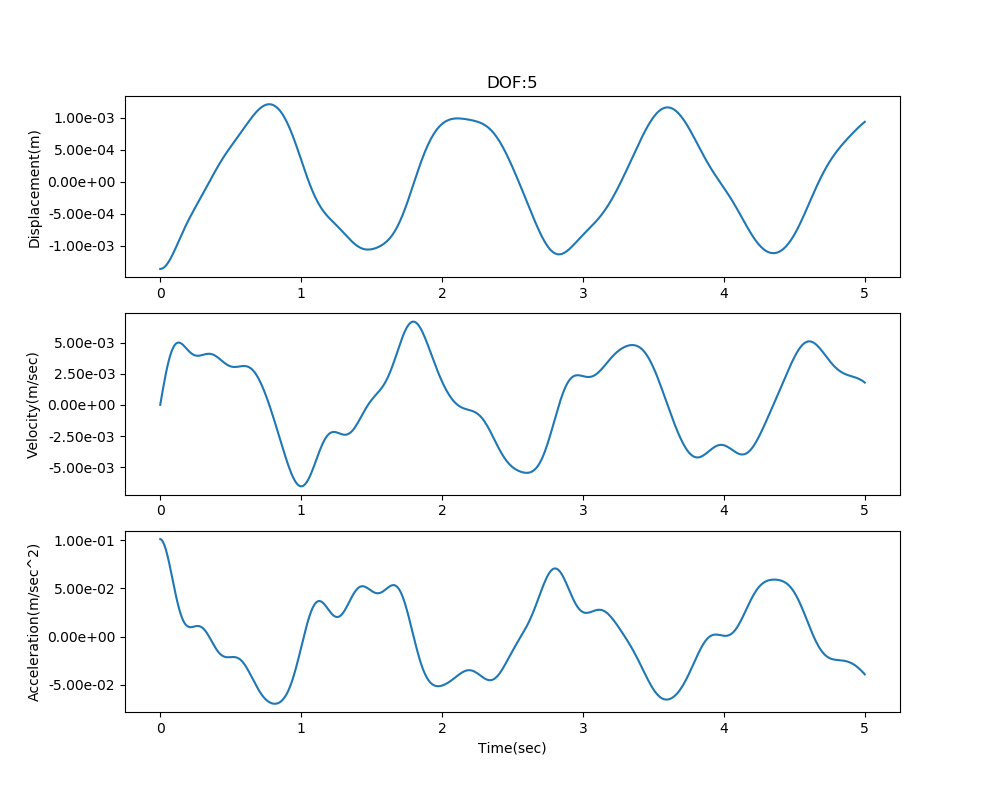 DOF:5
Displacement(m)
1.00e-03
5.00e-04
0.00e+00
-5.00e-04
-1.00e-03
0 1 2 3 4 5
Velocity(m/sec)
5.00e-03
2.50e-03
0.00e+00
-2.50e-03
-5.00e-03
0 1 2 3 4 5
Acceleration(m/sec^2)
1.00e-01
5.00e-02
0.00e+00
-5.00e-02
0 1 2 3 4 5
Time(sec)